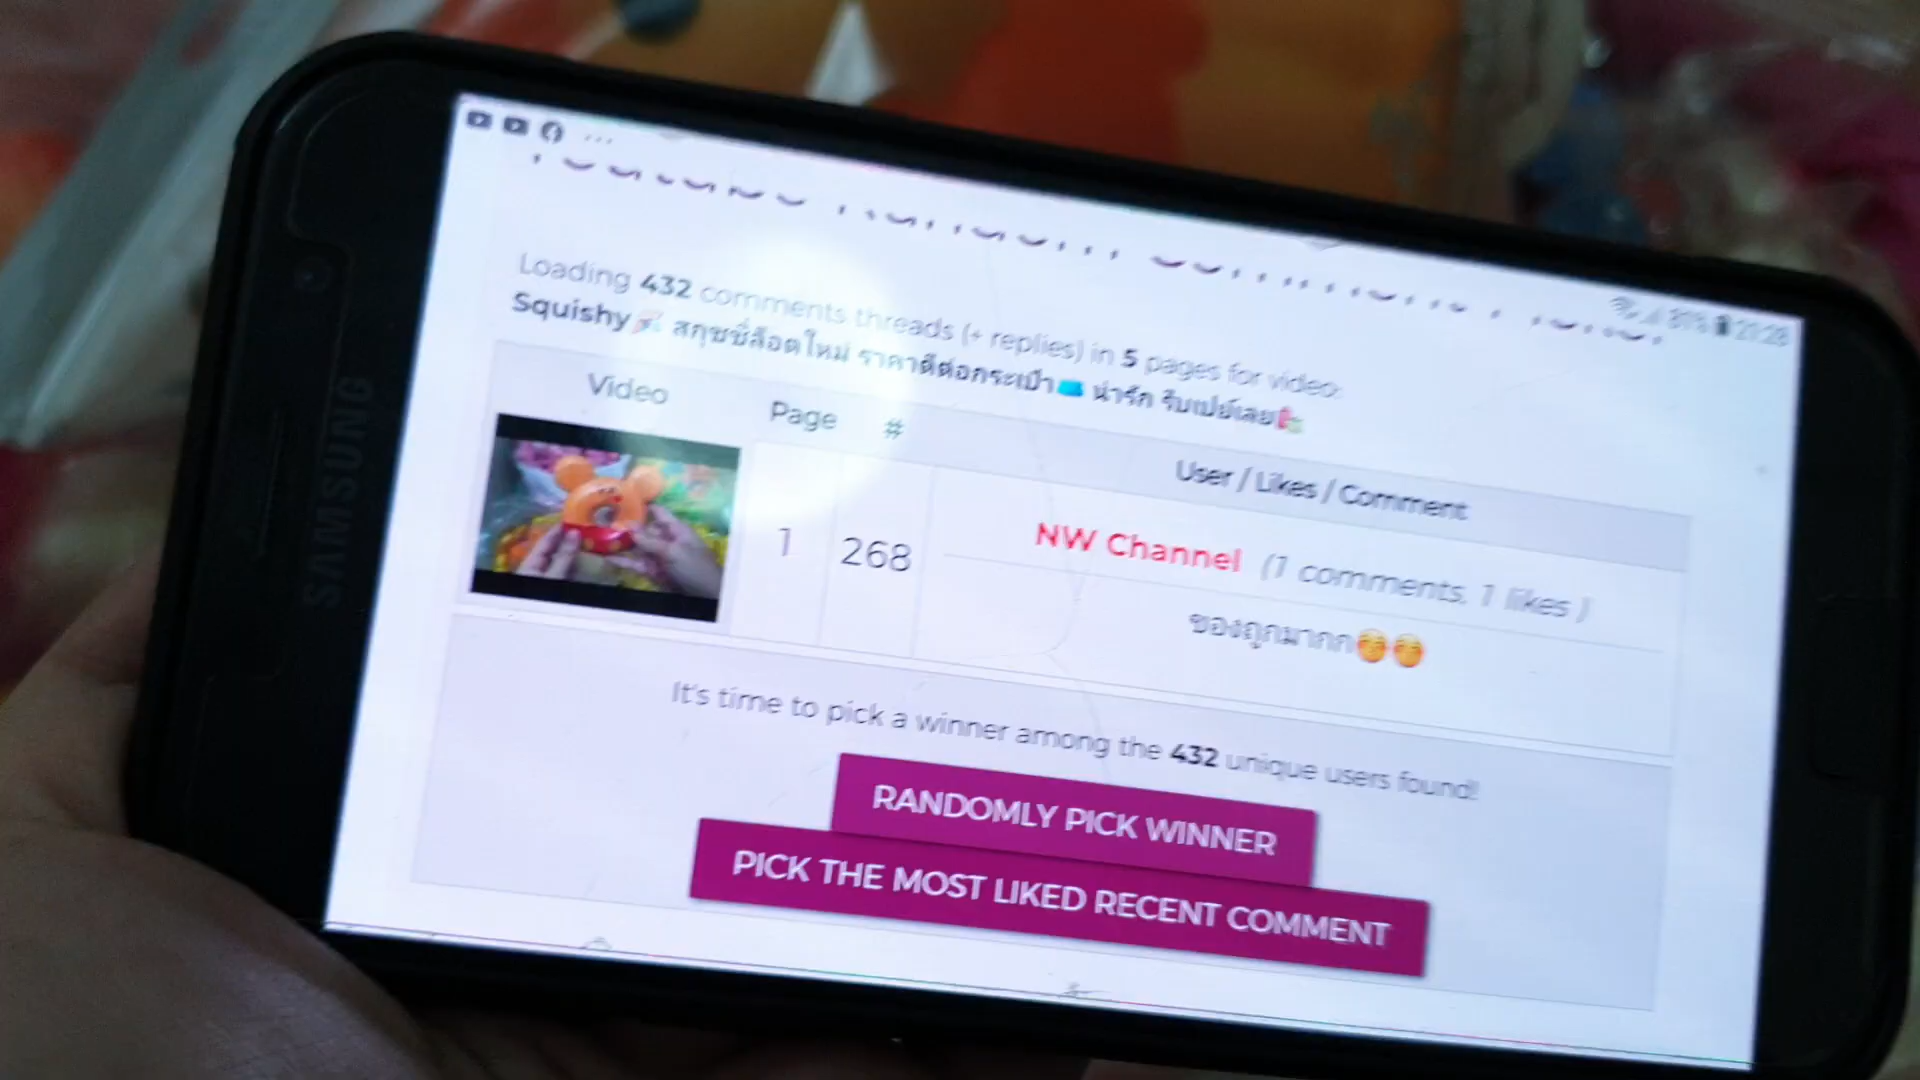 81% 21:28
Loading 432 comments threads (+ replies) in 5 pages for video:
Squishy🎉 สกุชชี่ล็อตใหม่ ราคาดีต่อกระเป๋า👛 น่ารัก รีบเปย์เลย🛍
Video Page # User / Likes / Comment
1 268 NW Channel (1 comments, 1 likes )
ของถูกมากก😁😁
It's time to pick a winner among the 432 unique users found!
RANDOMLY PICK WINNER
PICK THE MOST LIKED RECENT COMMENT
SAMSUNG